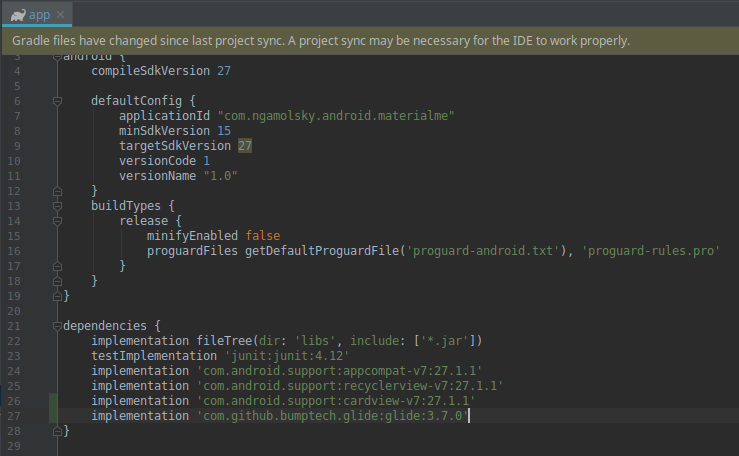 app
Gradle files have changed since last project sync. A project sync may be necessary for the IDE to work properly.
3 android {
4 compileSdkVersion 27
5
6 defaultConfig {
7 applicationId "com.ngamolsky.android.materialme"
8 minSdkVersion 15
9 targetSdkVersion 27
10 versionCode 1
11 versionName "1.0"
12 }
13 buildTypes {
14 release {
15 minifyEnabled false
16 proguardFiles getDefaultProguardFile('proguard-android.txt'), 'proguard-rules.pro'
17 }
18 }
19 }
20
21 dependencies {
22 implementation fileTree(dir: 'libs', include: ['*.jar'])
23 testImplementation 'junit:junit:4.12'
24 implementation 'com.android.support:appcompat-v7:27.1.1'
25 implementation 'com.android.support:recyclerview-v7:27.1.1'
26 implementation 'com.android.support:cardview-v7:27.1.1'
27 implementation 'com.github.bumptech.glide:glide:3.7.0'
28 }
29